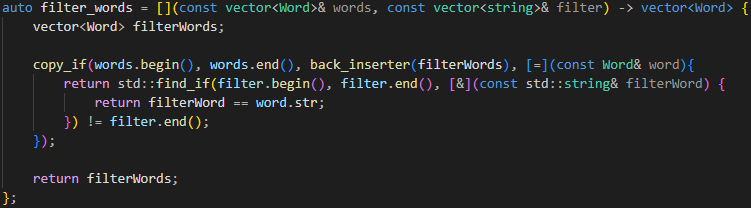 auto filter_words = [](const vector<Word>& words, const vector<string>& filter) -> vector<Word> {
    vector<Word> filterWords;

    copy_if(words.begin(), words.end(), back_inserter(filterWords), [=](const Word& word){
        return std::find_if(filter.begin(), filter.end(), [&](const std::string& filterWord) {
            return filterWord == word.str;
        }) != filter.end();
    });

    return filterWords;
};